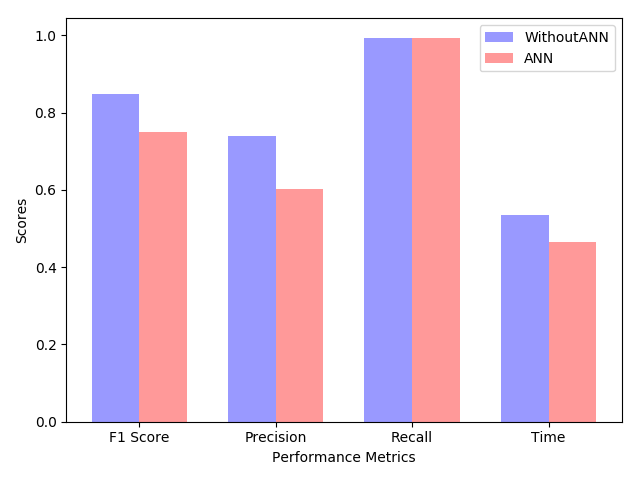 WithoutANN
ANN
1.0
0.8
0.6
0.4
0.2
0.0
Scores
F1 Score
Precision
Recall
Time
Performance Metrics